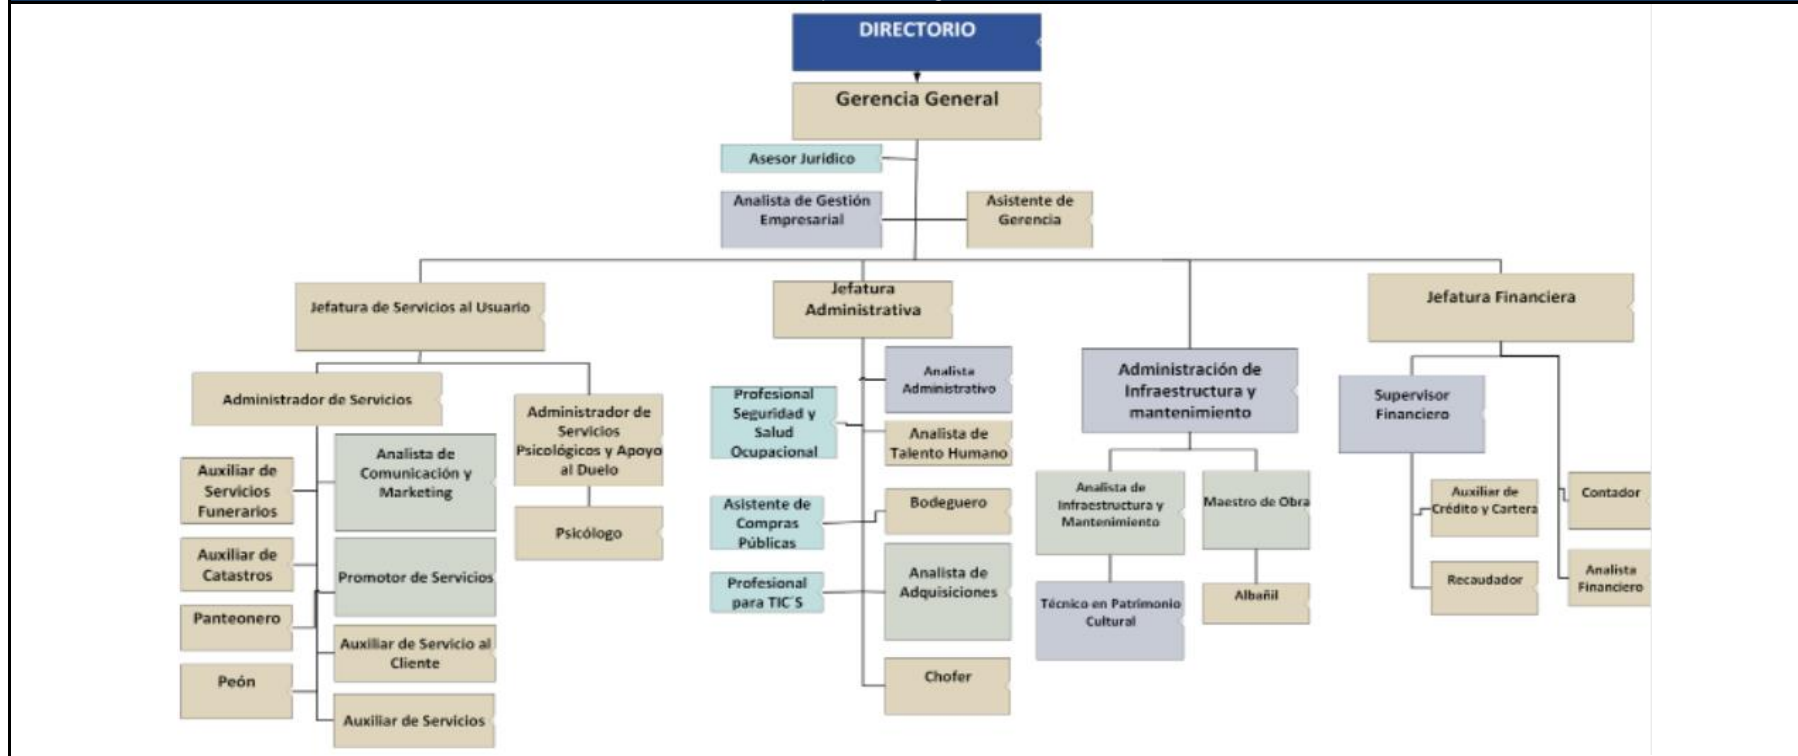 DIRECTORIO
Gerencia General
Asesor Jurídico
Analista de Gestión
Empresarial
Asistente de
Gerencia
Jefatura de Servicios al Usuario
Jefatura
Administrativa
Jefatura Financiera
Administrador de Servicios
Administrador de
Servicios
Psicológicos y Apoyo
al Duelo
Psicólogo
Auxiliar de
Servicios
Funerarios
Analista de
Comunicación y
Marketing
Auxiliar de
Catastros
Promotor de Servicios
Panteonero
Auxiliar de Servicio al
Cliente
Peón
Auxiliar de Servicios
Profesional
Seguridad y
Salud
Ocupacional
Analista
Administrativo
Analista de
Talento Humano
Asistente de
Compras
Públicas
Bodeguero
Profesional
para TIC´S
Analista de
Adquisiciones
Chofer
Administración de
Infraestructura y
mantenimiento
Analista de
Infraestructura y
Mantenimiento
Maestro de Obra
Técnico en Patrimonio
Cultural
Albañil
Supervisor
Financiero
Auxiliar de
Crédito y Cartera
Contador
Recaudador
Analista
Financiero